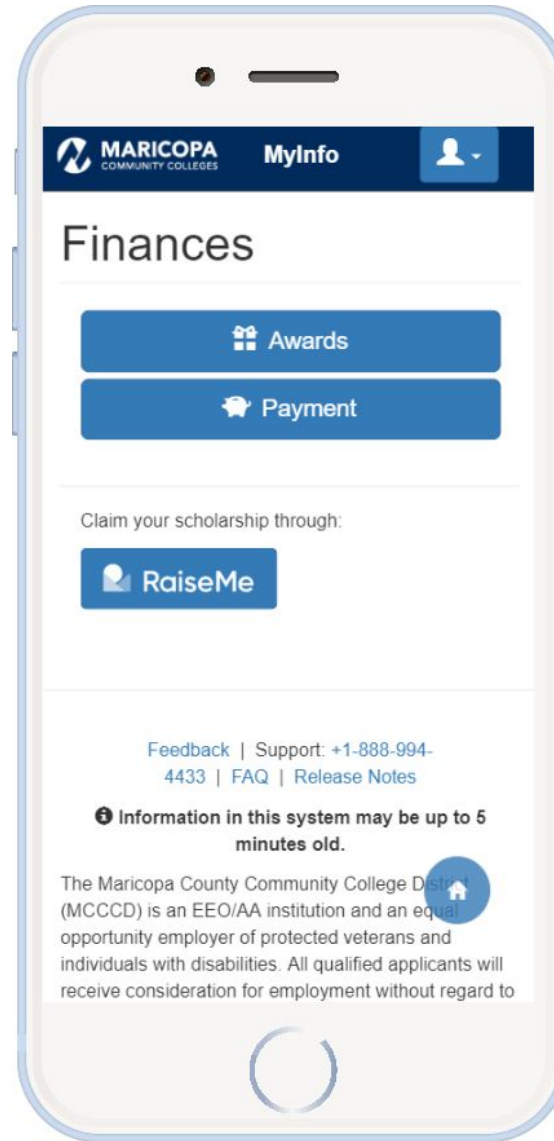 MARICOPA
COMMUNITY COLLEGES
MyInfo
Finances
Awards
Payment
Claim your scholarship through:
RaiseMe
Feedback | Support: +1-888-994-
4433 | FAQ | Release Notes
Information in this system may be up to 5
minutes old.
The Maricopa County Community College District
(MCCCD) is an EEO/AA institution and an equal
opportunity employer of protected veterans and
individuals with disabilities. All qualified applicants will
receive consideration for employment without regard to